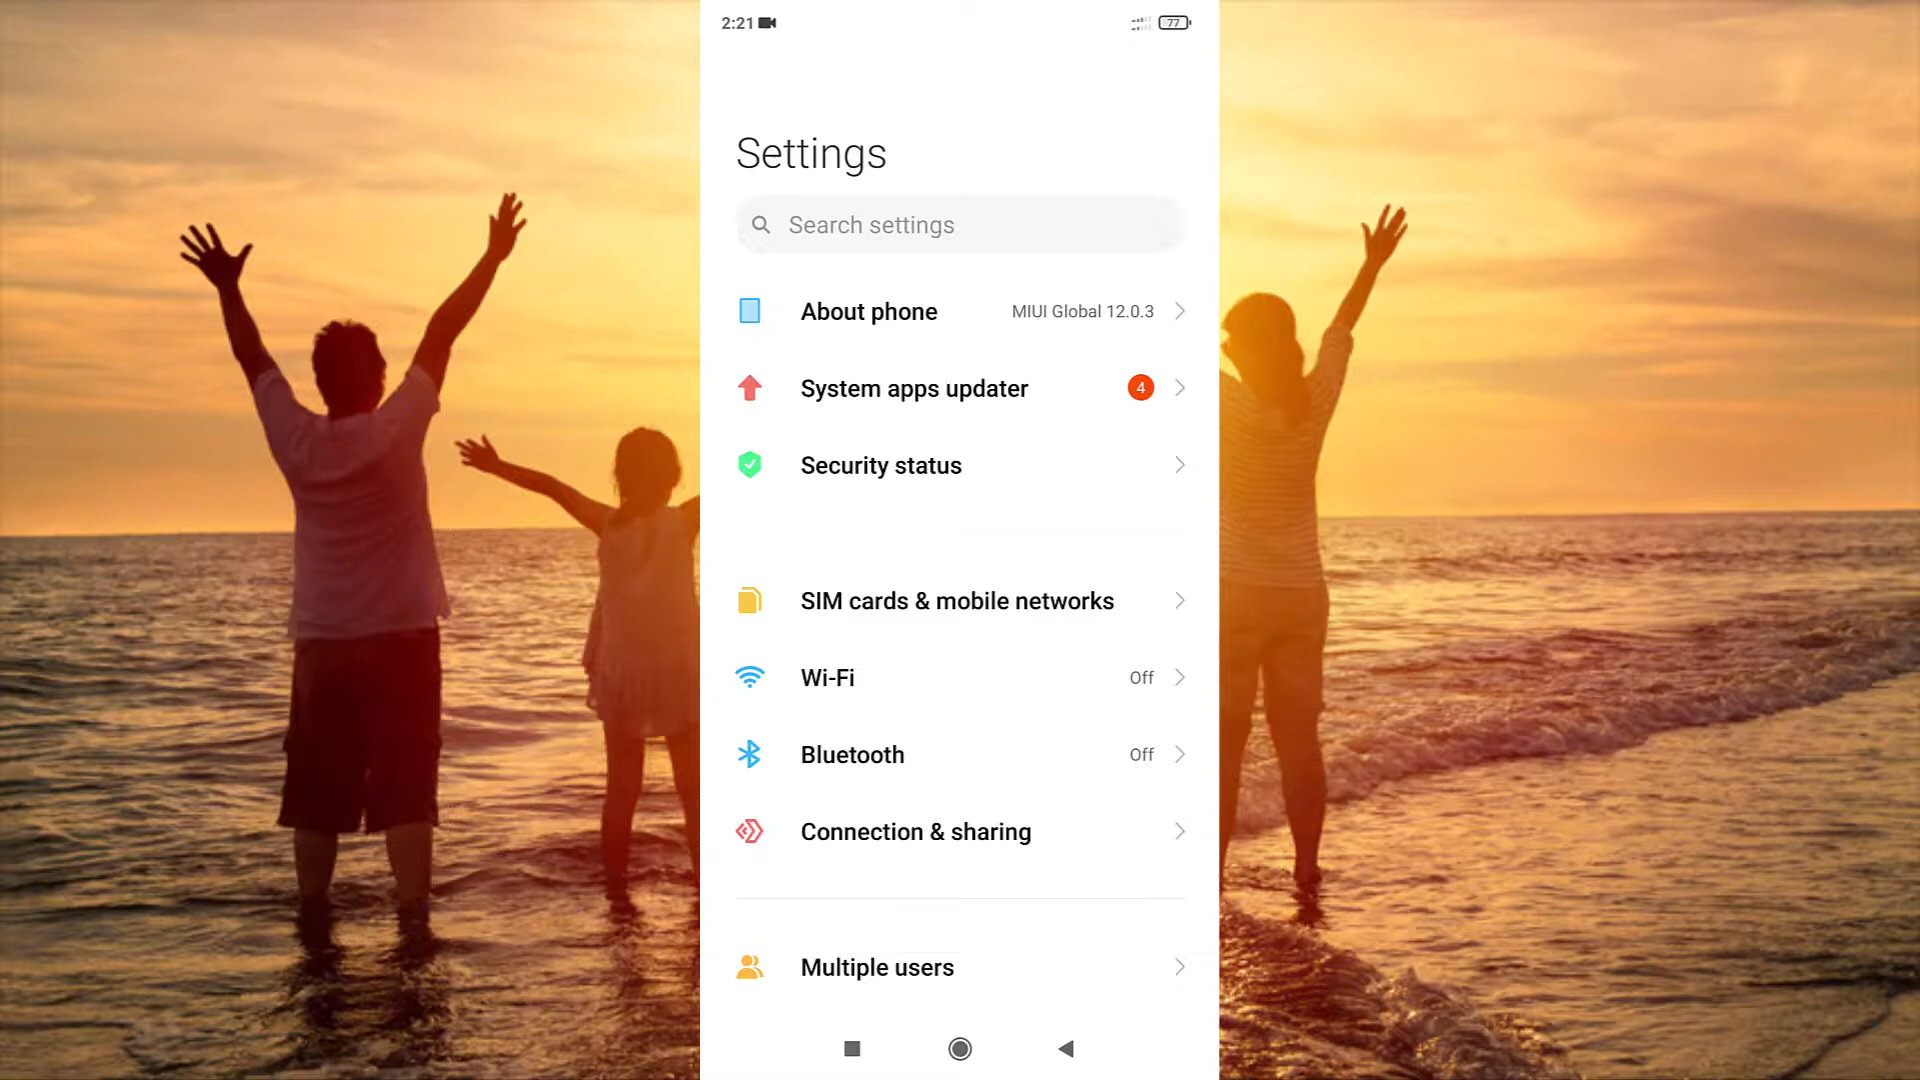 2:21
77
Settings
Search settings
About phone MIUI Global 12.0.3
System apps updater 4
Security status
SIM cards & mobile networks
Wi-Fi Off
Bluetooth Off
Connection & sharing
Multiple users